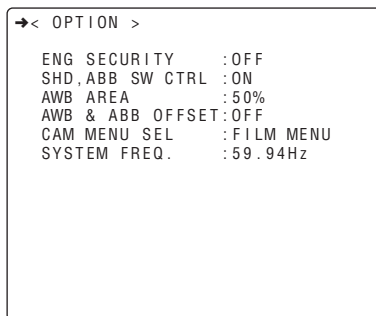 ➔< OPTION >
ENG SECURITY :OFF
SHD,ABB SW CTRL :ON
AWB AREA :50%
AWB & ABB OFFSET:OFF
CAM MENU SEL :FILM MENU
SYSTEM FREQ. :59.94Hz